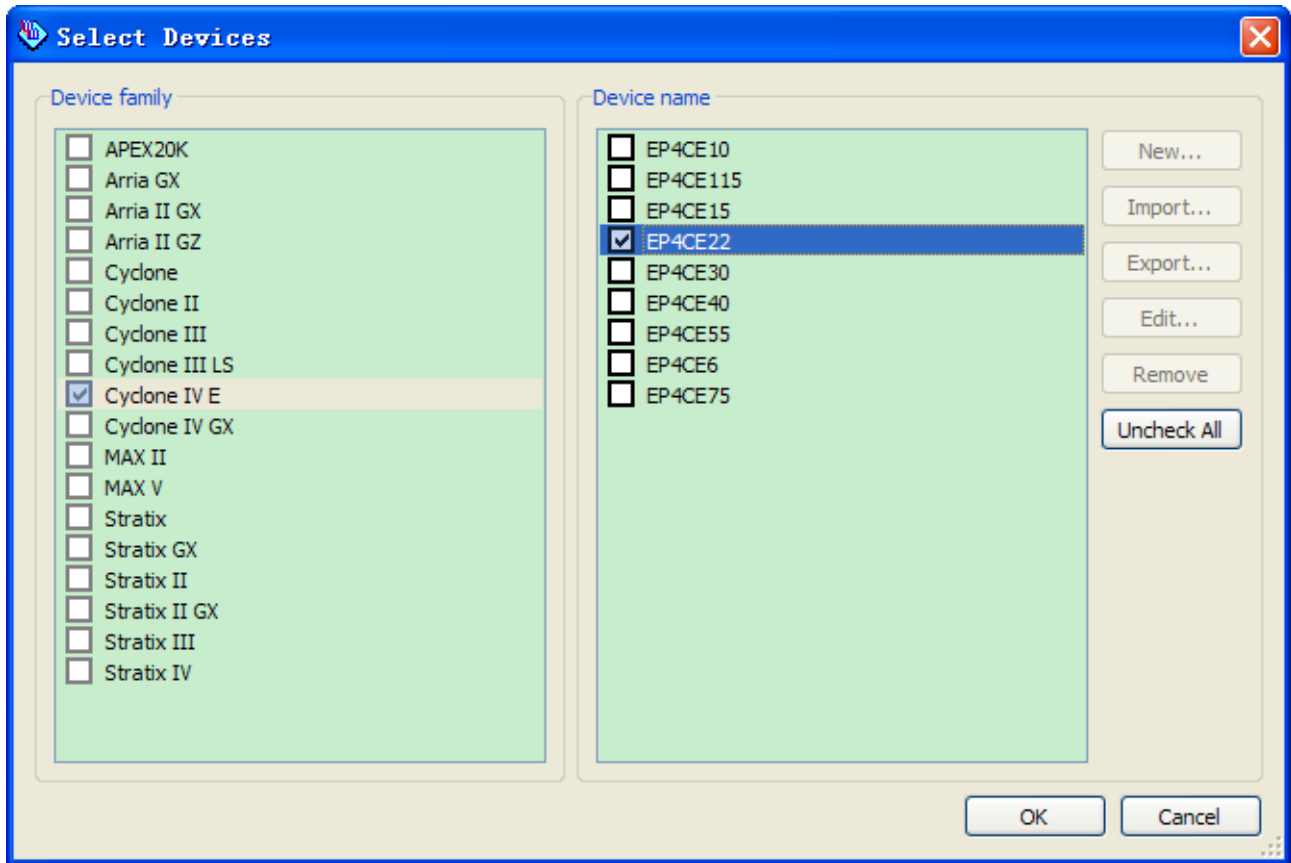 Select Devices
Device family
APEX20K
Arria GX
Arria II GX
Arria II GZ
Cyclone
Cyclone II
Cyclone III
Cyclone III LS
Cyclone IV E
Cyclone IV GX
MAX II
MAX V
Stratix
Stratix GX
Stratix II
Stratix II GX
Stratix III
Stratix IV
Device name
EP4CE10
EP4CE115
EP4CE15
EP4CE22
EP4CE30
EP4CE40
EP4CE55
EP4CE6
EP4CE75
New...
Import...
Export...
Edit...
Remove
Uncheck All
OK
Cancel